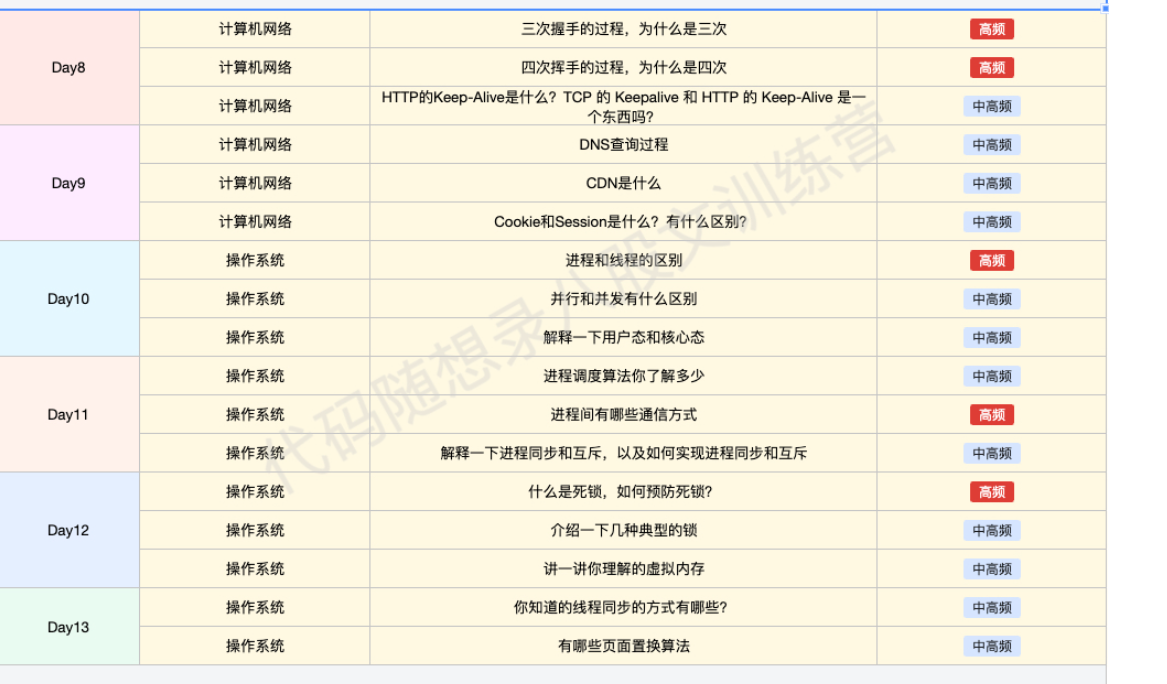 Day8
计算机网络 三次握手的过程，为什么是三次 高频
计算机网络 四次挥手的过程，为什么是四次 高频
计算机网络 HTTP的Keep-Alive是什么？TCP 的 Keepalive 和 HTTP 的 Keep-Alive 是一
个东西吗？ 中高频
Day9
计算机网络 DNS查询过程 中高频
计算机网络 CDN是什么 中高频
计算机网络 Cookie和Session是什么？有什么区别？ 中高频
Day10
操作系统 进程和线程的区别 高频
操作系统 并行和并发有什么区别 中高频
操作系统 解释一下用户态和核心态 中高频
Day11
操作系统 进程调度算法你了解多少 中高频
操作系统 进程间有哪些通信方式 高频
操作系统 解释一下进程同步和互斥，以及如何实现进程同步和互斥 中高频
Day12
操作系统 什么是死锁，如何预防死锁？ 高频
操作系统 介绍一下几种典型的锁 中高频
操作系统 讲一讲你理解的虚拟内存 中高频
Day13
操作系统 你知道的线程同步的方式有哪些？ 中高频
操作系统 有哪些页面置换算法 中高频
代码随想录八股文训练营